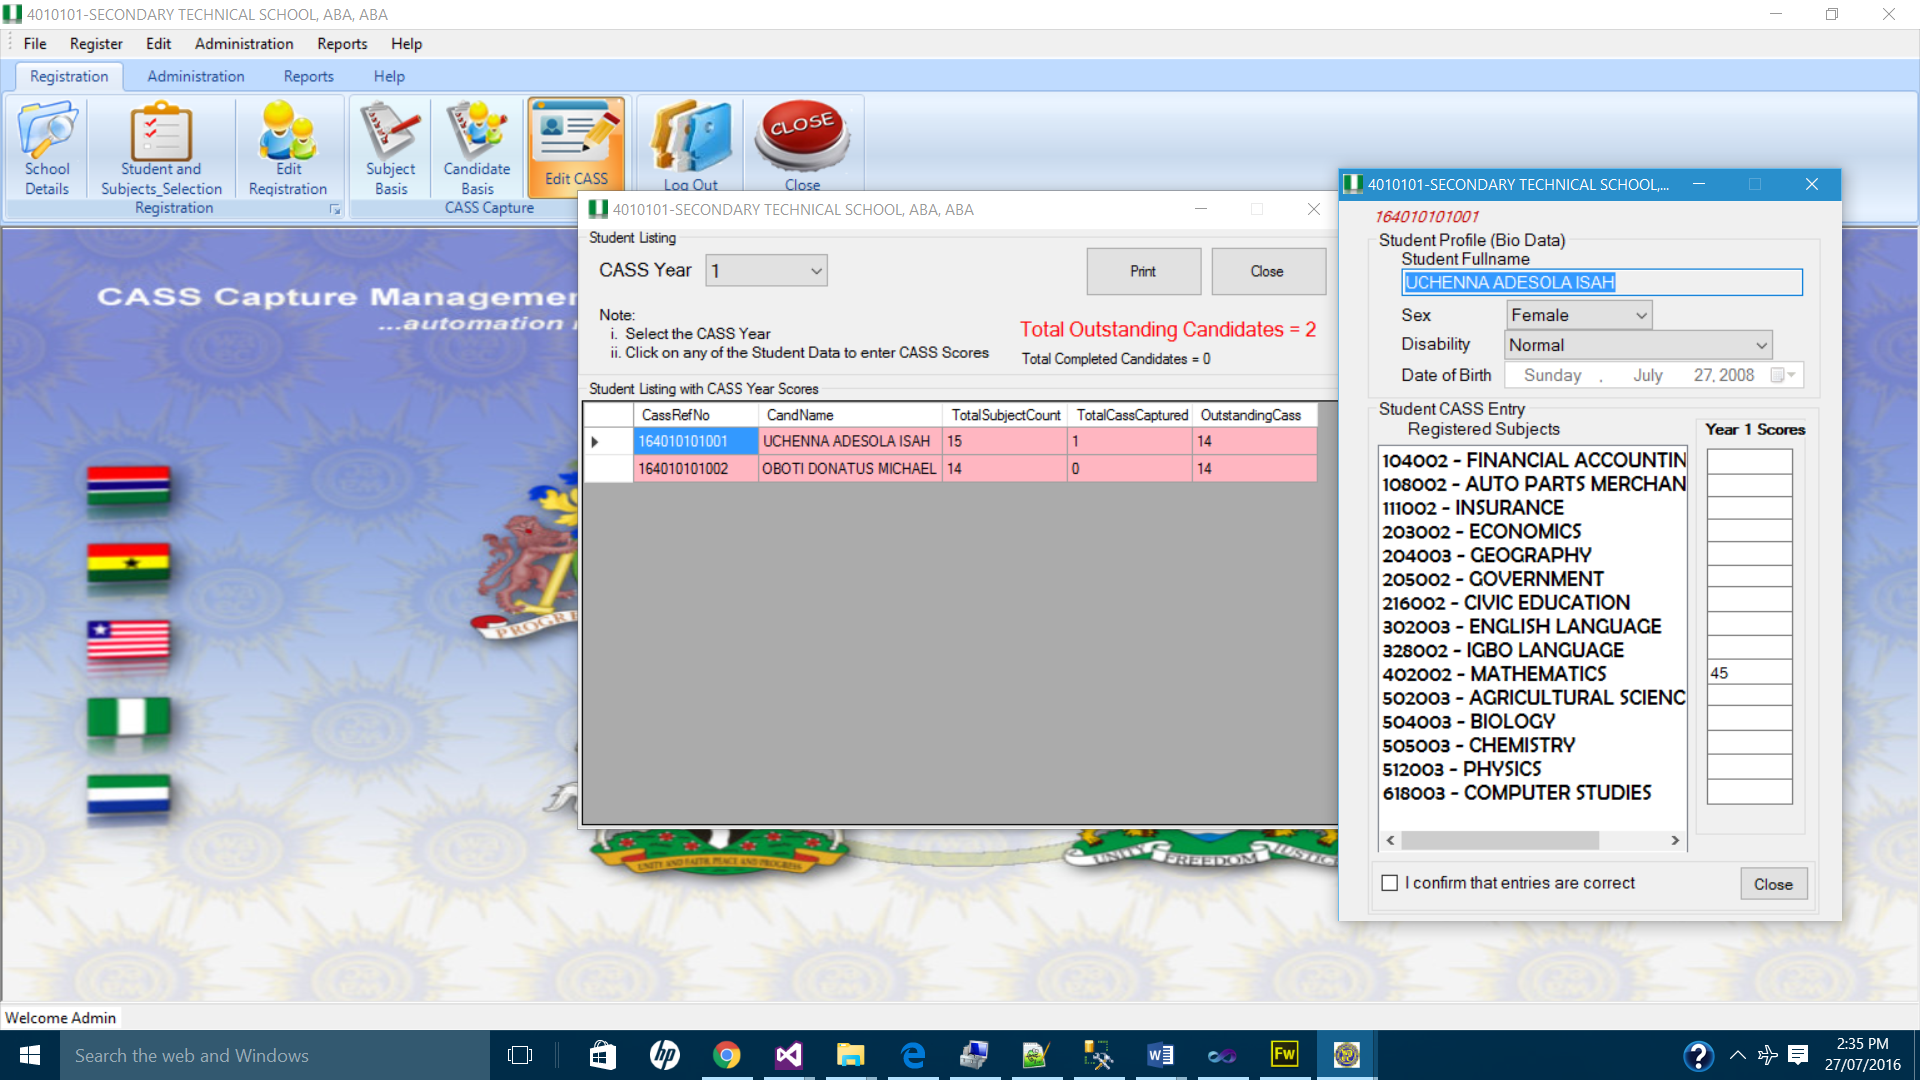 4010101-SECONDARY TECHNICAL SCHOOL, ABA, ABA
File Register Edit Administration Reports Help
Registration Administration Reports Help
School Details
Student and Subjects_Selection
Edit Registration
Registration
Subject Basis
Candidate Basis
Edit CASS
CASS Capture
Log Out
CLOSE
Close
CASS Capture Managemen
...automation
PROGR
UNITY AND FAITH, PEACE AND PROGRESS
UNITY FREEDOM JUSTICE
4010101-SECONDARY TECHNICAL SCHOOL, ABA, ABA
Student Listing
CASS Year 1
Print Close
Note:
i. Select the CASS Year
ii. Click on any of the Student Data to enter CASS Scores
Total Outstanding Candidates = 2
Total Completed Candidates = 0
Student Listing with CASS Year Scores
CassRefNo CandName TotalSubjectCount TotalCassCaptured OutstandingCass
164010101001 UCHENNA ADESOLA ISAH 15 1 14
164010101002 OBOTI DONATUS MICHAEL 14 0 14
4010101-SECONDARY TECHNICAL SCHOOL,...
164010101001
Student Profile (Bio Data)
Student Fullname
UCHENNA ADESOLA ISAH
Sex Female
Disability Normal
Date of Birth Sunday , July 27, 2008
Student CASS Entry
Registered Subjects
Year 1 Scores
104002 - FINANCIAL ACCOUNTIN
108002 - AUTO PARTS MERCHAN
111002 - INSURANCE
203002 - ECONOMICS
204003 - GEOGRAPHY
205002 - GOVERNMENT
216002 - CIVIC EDUCATION
302003 - ENGLISH LANGUAGE
328002 - IGBO LANGUAGE
402002 - MATHEMATICS 45
502003 - AGRICULTURAL SCIENC
504003 - BIOLOGY
505003 - CHEMISTRY
512003 - PHYSICS
618003 - COMPUTER STUDIES
I confirm that entries are correct
Close
Welcome Admin
Search the web and Windows
hp
Fw
2:35 PM
27/07/2016